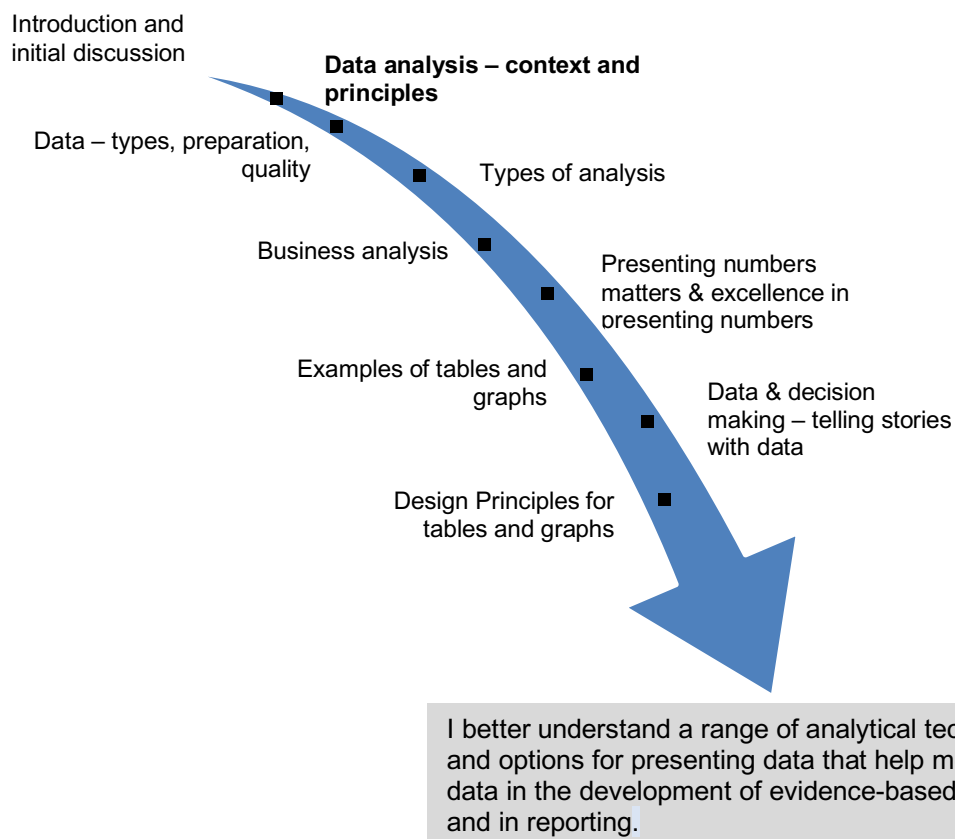 Introduction and
initial discussion
Data analysis – context and
principles
Data – types, preparation,
quality
Types of analysis
Business analysis
Presenting numbers
matters & excellence in
presenting numbers
Examples of tables and
graphs
Data & decision
making – telling stories
with data
Design Principles for
tables and graphs
I better understand a range of analytical
and options for presenting data that help
data in the development of evidence-based
and in reporting.